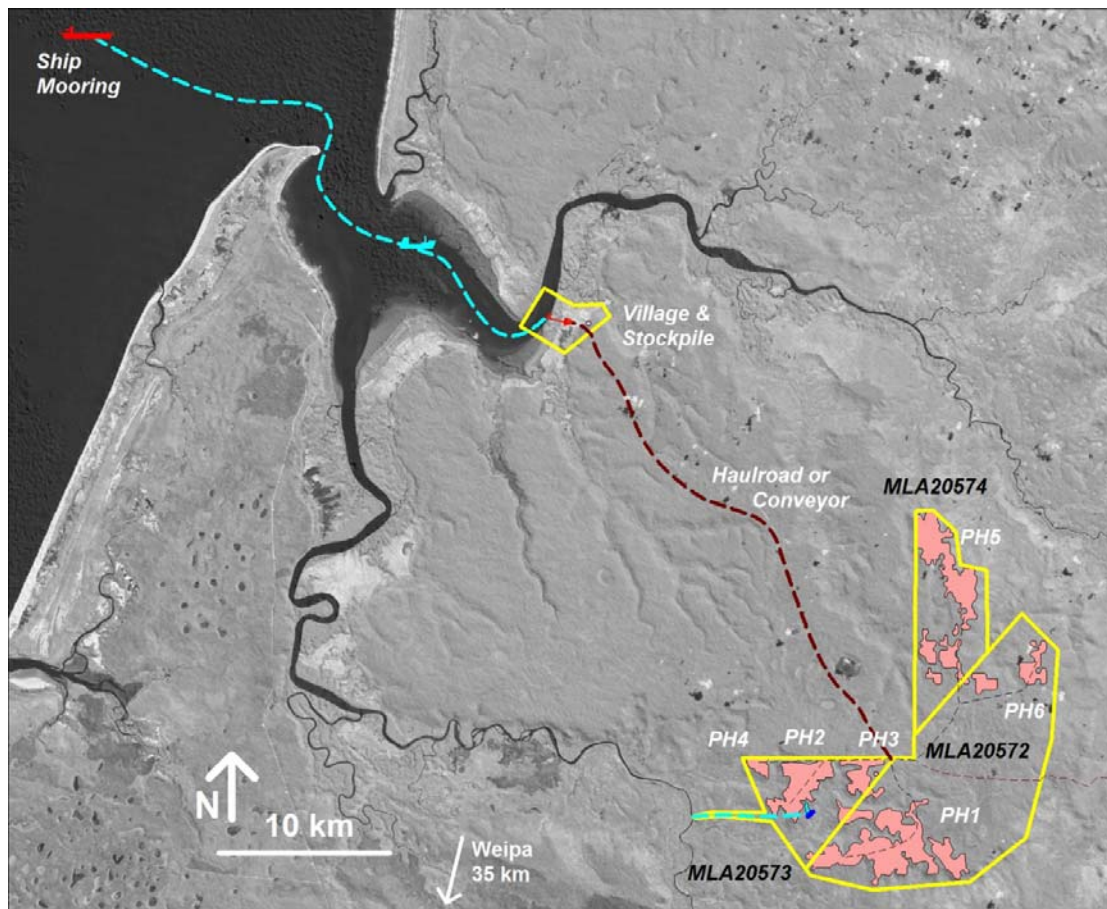 Ship
Mooring
Village &
Stockpile
Haulroad or
Conveyor
MLA20574
PH5
PH6
PH4
PH2
PH3
MLA20572
PH1
MLA20573
N
10 km
Weipa
35 km